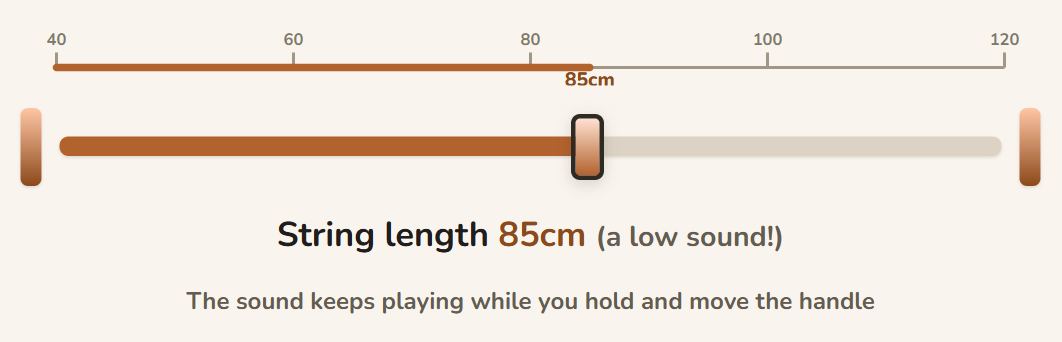 40 60 80 100 120
85cm
String length 85cm (a low sound!)
The sound keeps playing while you hold and move the handle